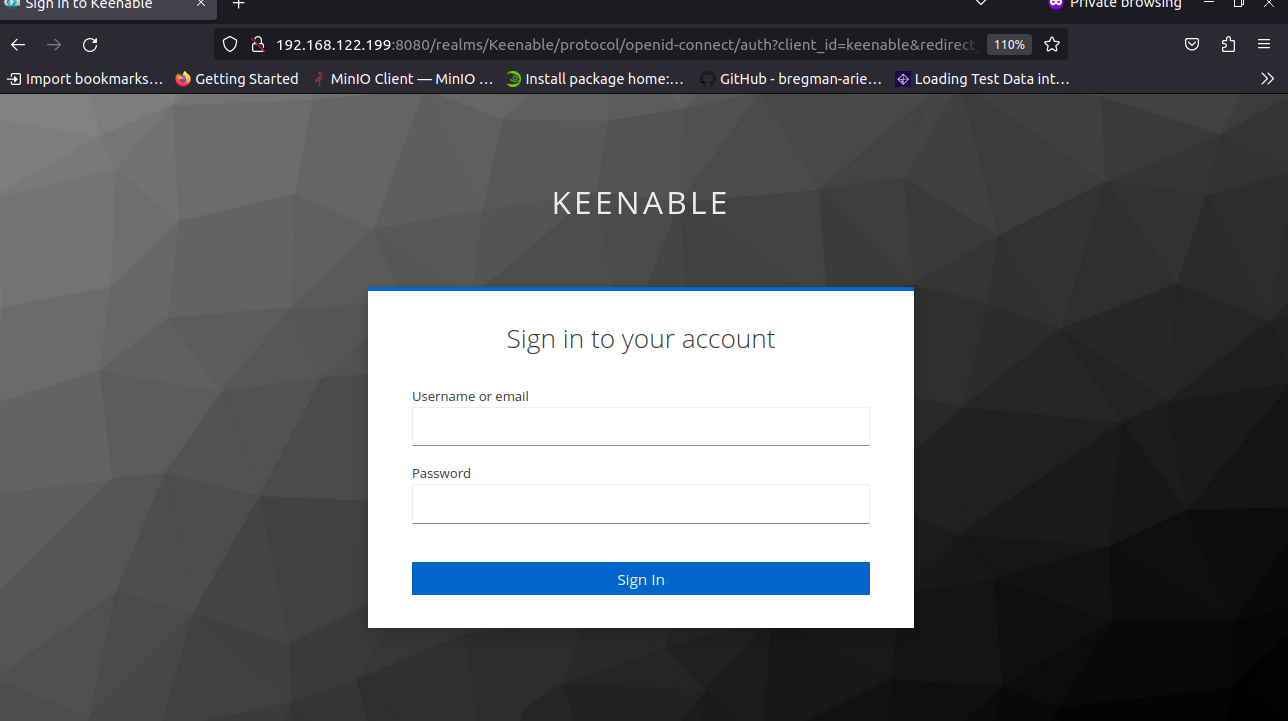 Sign in to Keenable
Private browsing
192.168.122.199:8080/realms/Keenable/protocol/openid-connect/auth?client_id=keenable&redirect
110%
Import bookmarks…
Getting Started
MinIO Client — MinIO …
Install package home:…
GitHub - bregman-arie…
Loading Test Data int…
KEENABLE
Sign in to your account
Username or email
Password
Sign In